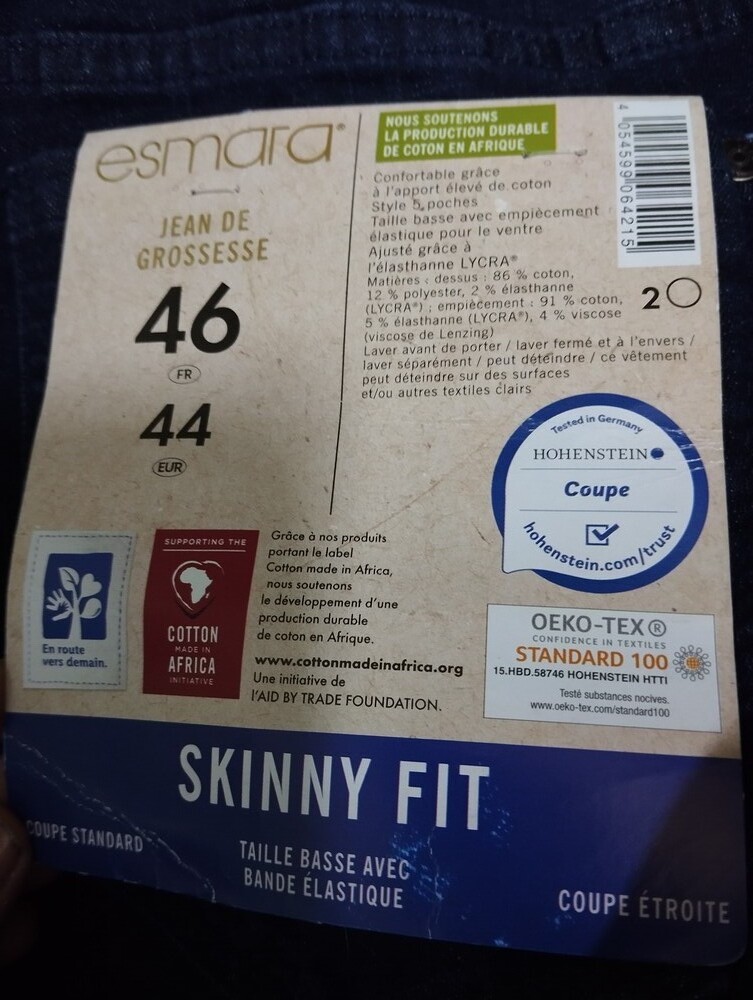 esmara®
JEAN DE
GROSSESSE
46
FR
44
EUR
NOUS SOUTENONS
LA PRODUCTION DURABLE
DE COTON EN AFRIQUE
Confortable grâce
à l'apport élevé de coton
Style 5 poches
Taille basse avec empiècement
élastique pour le ventre
Ajusté grâce à
l'élasthanne LYCRA®
Matières : dessus : 86 % coton,
12 % polyester, 2 % élasthanne
(LYCRA®) ; empiècement : 91 % coton,
5 % élasthanne (LYCRA®), 4 % viscose
(viscose de Lenzing)
Laver avant de porter / laver fermé et à l'envers /
laver séparément / peut déteindre / ce vêtement
peut déteindre sur des surfaces
et/ou autres textiles clairs
4 054599 064215
2
Tested in Germany
HOHENSTEIN
Coupe
hohenstein.com/trust
En route
vers demain.
SUPPORTING THE
COTTON
MADE IN
AFRICA
INITIATIVE
Grâce à nos produits
portant le label
Cotton made in Africa,
nous soutenons
le développement d'une
production durable
de coton en Afrique.
www.cottonmadeinafrica.org
Une initiative de
l'AID BY TRADE FOUNDATION.
OEKO-TEX®
CONFIDENCE IN TEXTILES
STANDARD 100
15.HBD.58746 HOHENSTEIN HTTI
Testé substances nocives.
www.oeko-tex.com/standard100
SKINNY FIT
COUPE STANDARD
TAILLE BASSE AVEC
BANDE ÉLASTIQUE
COUPE ÉTROITE